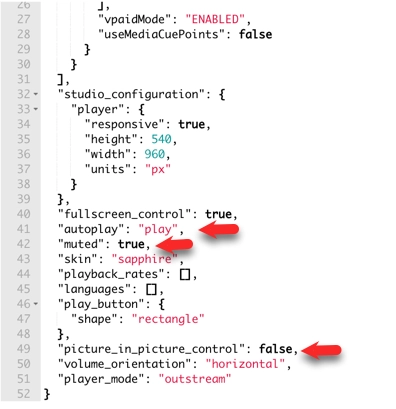 26 ],
27 "vpaidMode": "ENABLED",
28 "useMediaCuePoints": false
29 }
30 }
31 ],
32 "studio_configuration": {
33 "player": {
34 "responsive": true,
35 "height": 540,
36 "width": 960,
37 "units": "px"
38 }
39 },
40 "fullscreen_control": true,
41 "autoplay": "play",
42 "muted": true,
43 "skin": "sapphire",
44 "playback_rates": [],
45 "languages": [],
46 "play_button": {
47 "shape": "rectangle"
48 },
49 "picture_in_picture_control": false,
50 "volume_orientation": "horizontal",
51 "player_mode": "outstream"
52 }